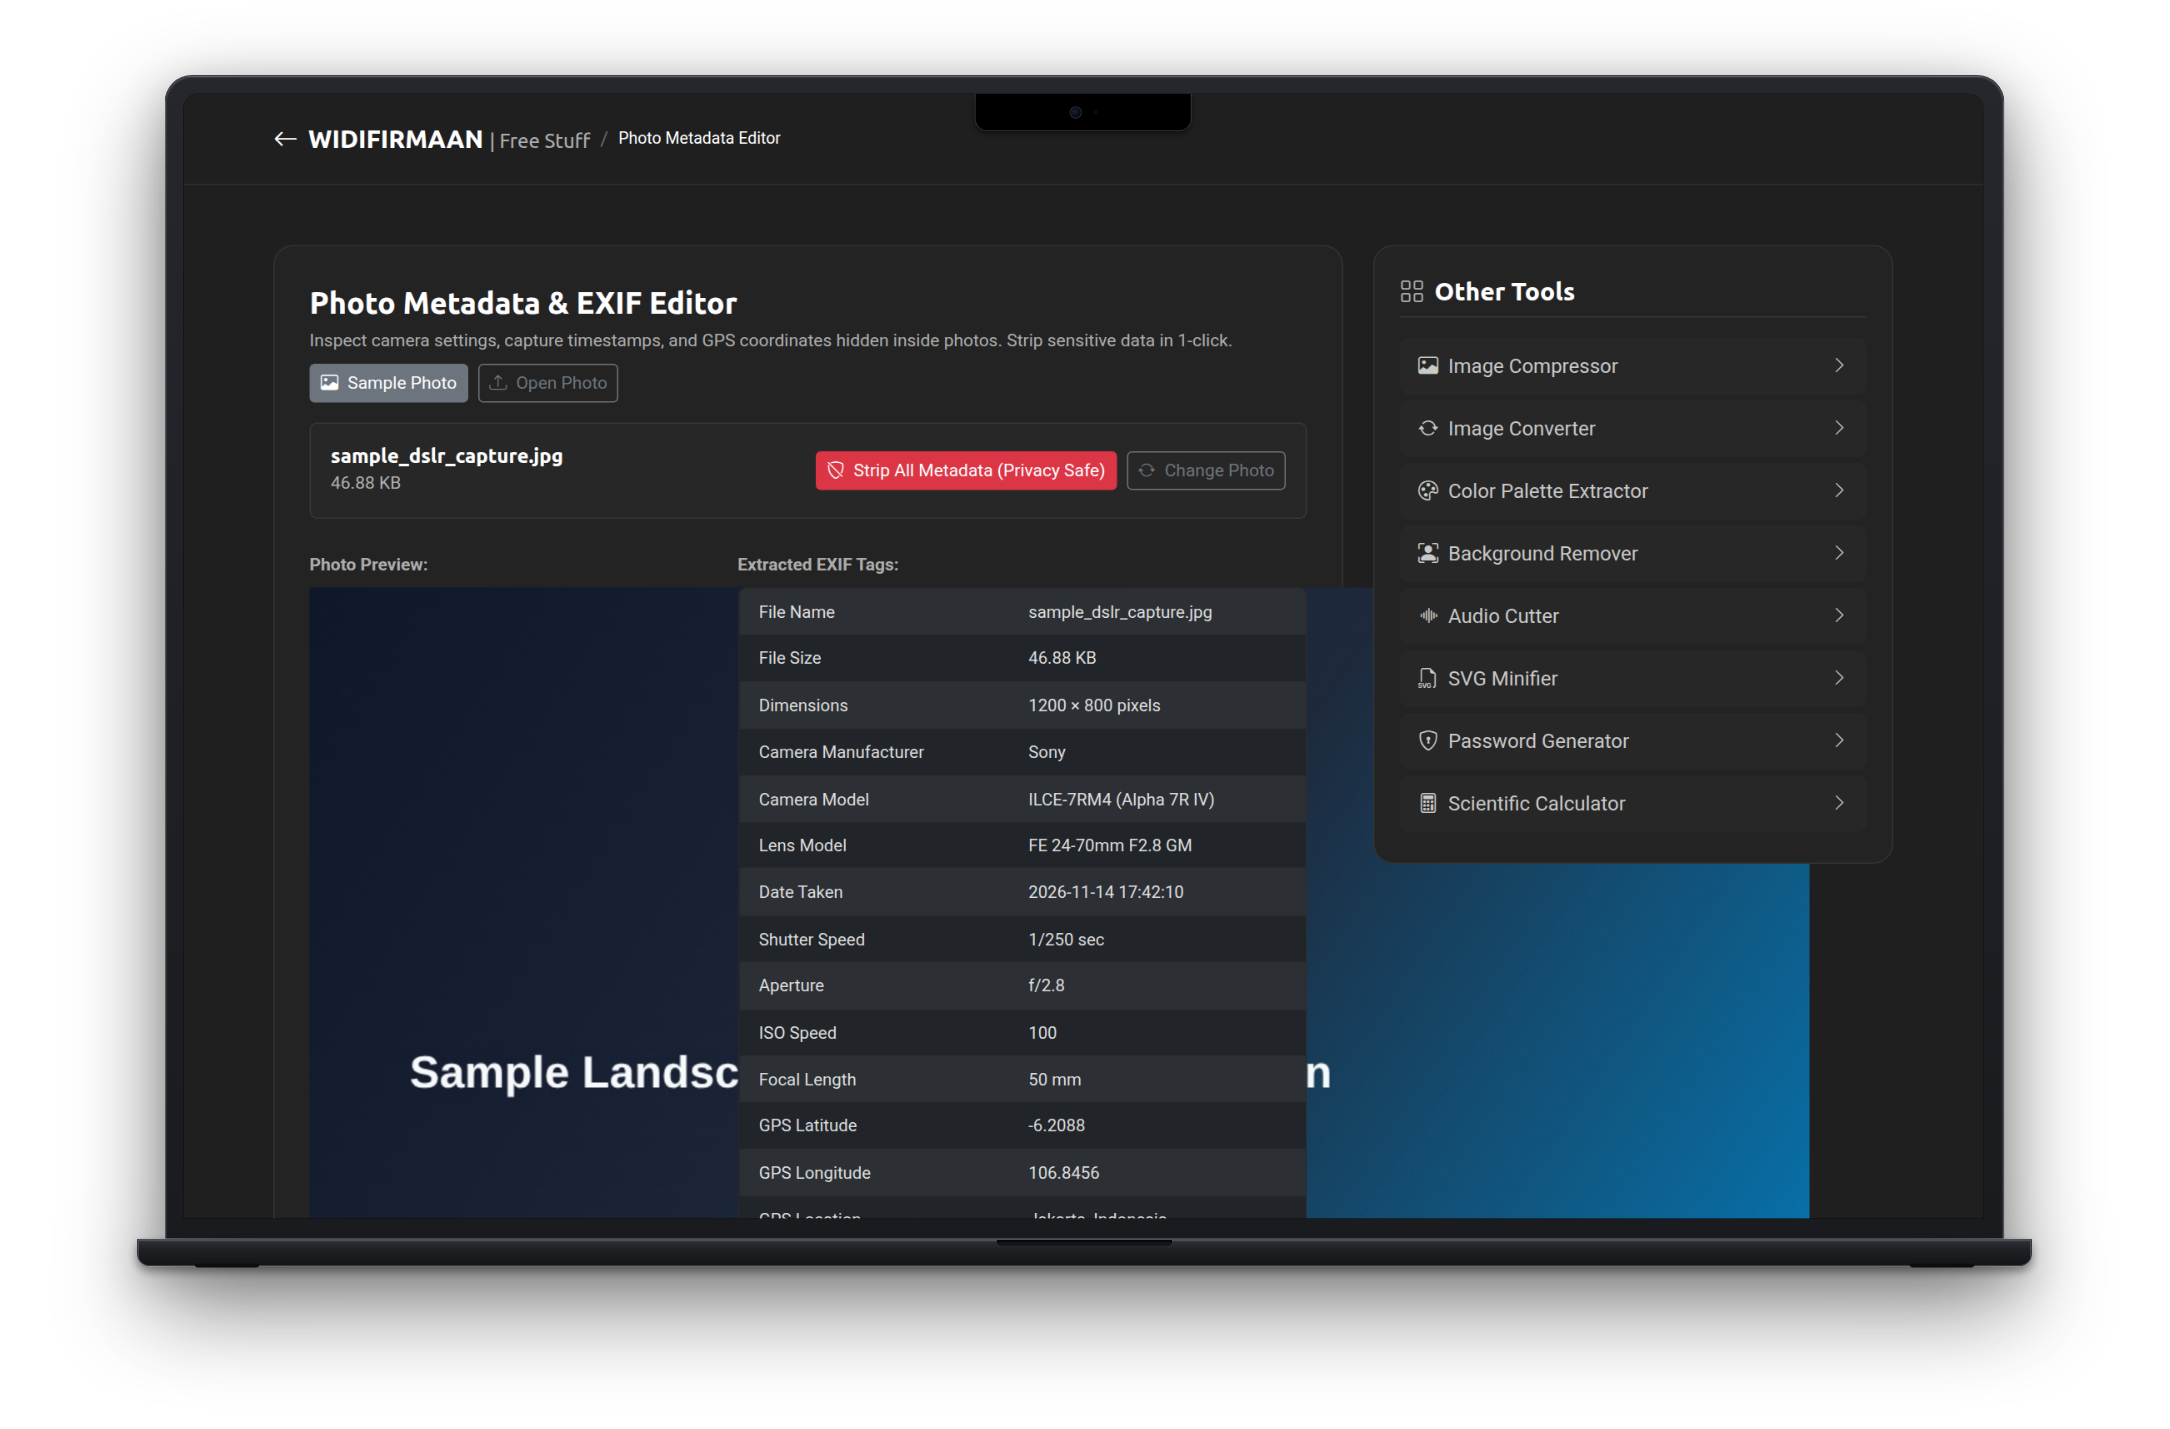 WIDIFIRMAAN | Free Stuff / Photo Metadata Editor
Photo Metadata & EXIF Editor
Inspect camera settings, capture timestamps, and GPS coordinates hidden inside photos. Strip sensitive data in 1-click.
Sample Photo
Open Photo
sample_dslr_capture.jpg
46.88 KB
Strip All Metadata (Privacy Safe)
Change Photo
Photo Preview:
Sample Landsc
n
Extracted EXIF Tags:
File Name sample_dslr_capture.jpg
File Size 46.88 KB
Dimensions 1200 × 800 pixels
Camera Manufacturer Sony
Camera Model ILCE-7RM4 (Alpha 7R IV)
Lens Model FE 24-70mm F2.8 GM
Date Taken 2026-11-14 17:42:10
Shutter Speed 1/250 sec
Aperture f/2.8
ISO Speed 100
Focal Length 50 mm
GPS Latitude -6.2088
GPS Longitude 106.8456
GPS Location Jakarta, Indonesia
Other Tools
Image Compressor
Image Converter
Color Palette Extractor
Background Remover
Audio Cutter
SVG Minifier
Password Generator
Scientific Calculator